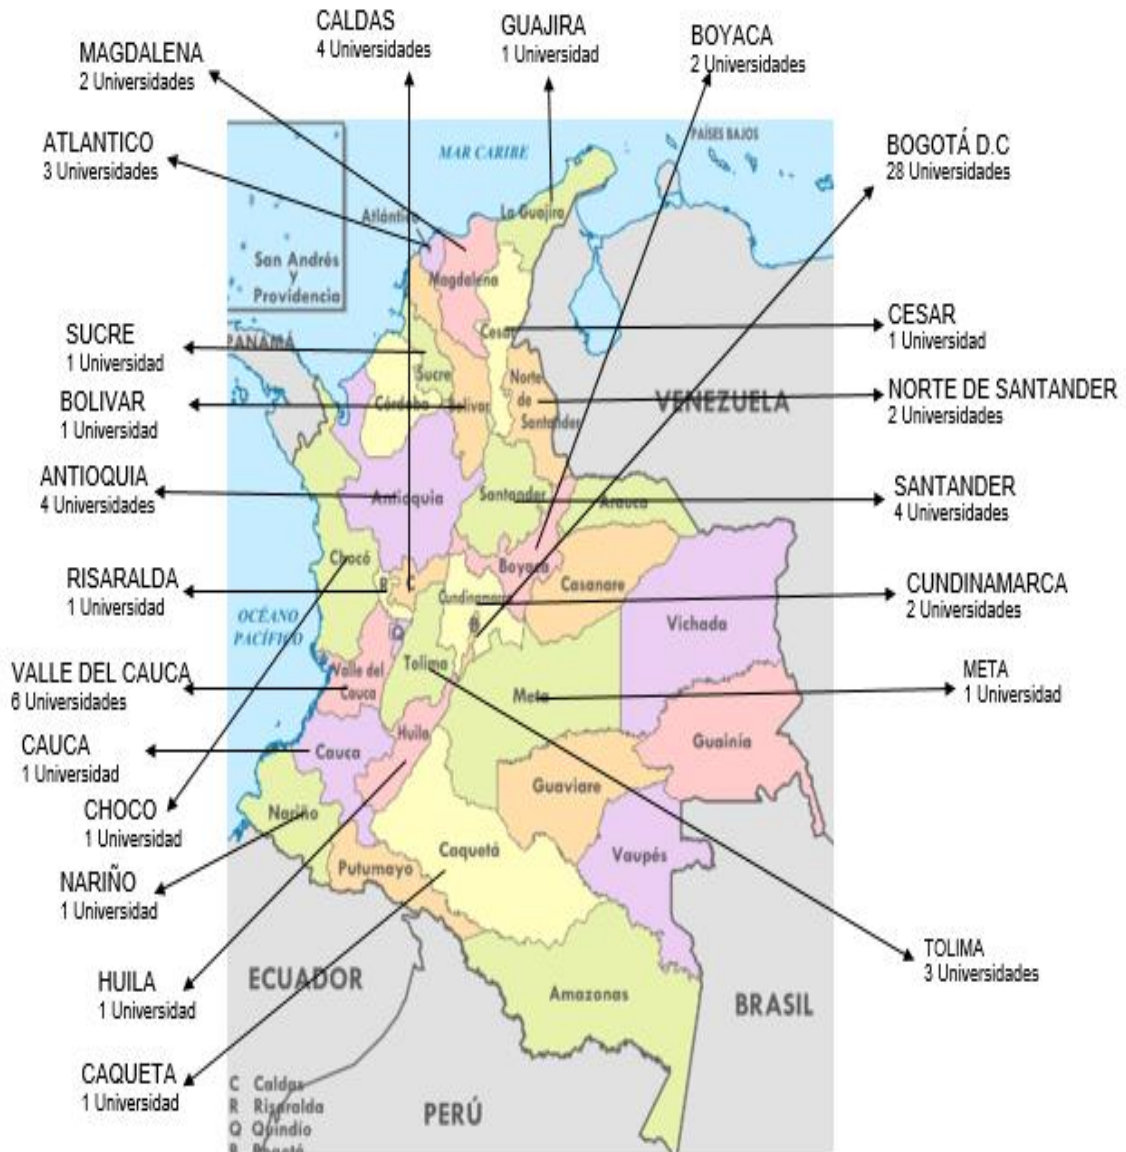 CALDAS
4 Universidades
GUAJIRA
1 Universidad
BOYACA
2 Universidades
MAGDALENA
2 Universidades
ATLANTICO
3 Universidades
BOGOTÁ D.C
28 Universidades
SUCRE
1 Universidad
BOLIVAR
1 Universidad
ANTIOQUIA
4 Universidades
RISARALDA
1 Universidad
VALLE DEL CAUCA
6 Universidades
CAUCA
1 Universidad
CHOCO
1 Universidad
NARIÑO
1 Universidad
HUILA
1 Universidad
CAQUETA
1 Universidad
CESAR
1 Universidad
NORTE DE SANTANDER
2 Universidades
SANTANDER
4 Universidades
CUNDINAMARCA
2 Universidades
META
1 Universidad
TOLIMA
3 Universidades
MAR CARIBE
PAÍSES BAJOS
La Guajira
Atlántico
San Andrés
y
Providencia
Magdalena
Cesar
PANAMÁ
Sucre
Norte
de
Santander
Córdoba
Bolívar
VENEZUELA
Antioquia
Santander
Arauca
Chocó
Boyacá
R
C
Casanare
Cundinamarca
OCÉANO
PACÍFICO
B
Vichada
Q
Tolima
Valle del
Cauca
Meta
Huila
Cauca
Guainía
Guaviare
Nariño
Caquetá
Vaupés
Putumayo
ECUADOR
Amazonas
BRASIL
PERÚ
C Caldas
R Risaralda
Q Quindío
B Bogotá